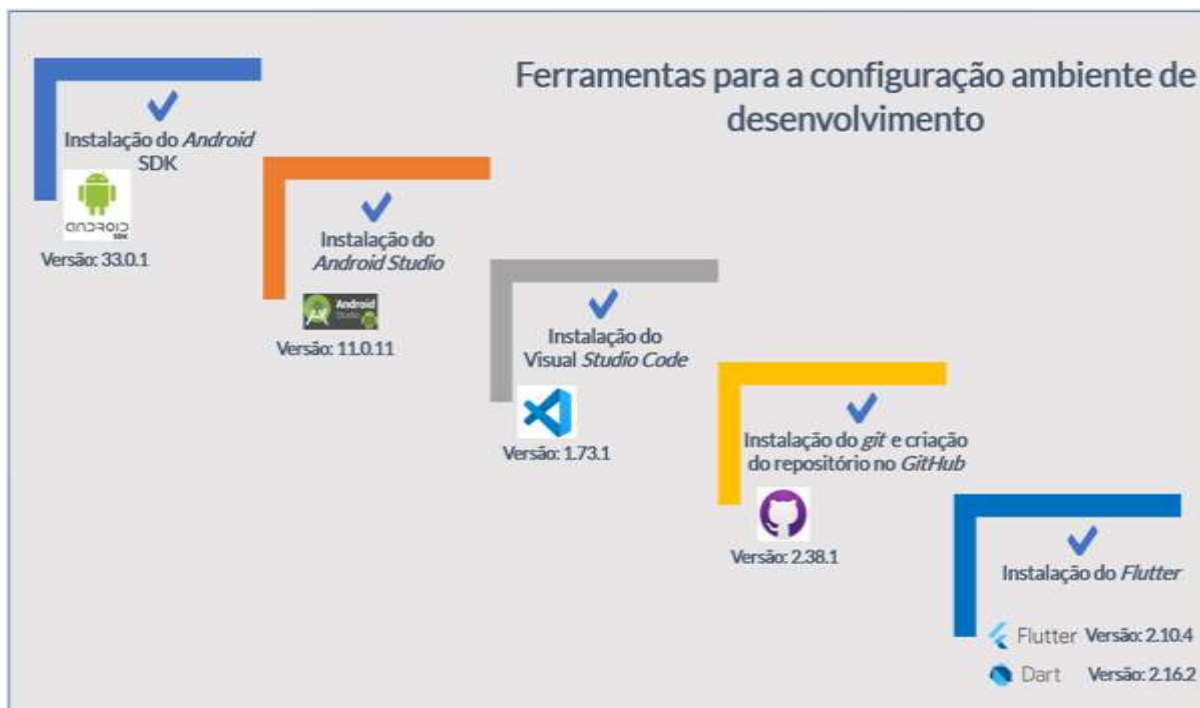 Ferramentas para a configuração ambiente de
desenvolvimento
Instalação do Android
SDK
ANDROID
SDK
Versão: 33.0.1
Instalação do
Android Studio
Android
Studio
Versão: 11.0.11
Instalação do
Visual Studio Code
Versão: 1.73.1
Instalação do git e criação
do repositório no GitHub
Versão: 2.38.1
Instalação do Flutter
Flutter Versão: 2.10.4
Dart Versão: 2.16.2